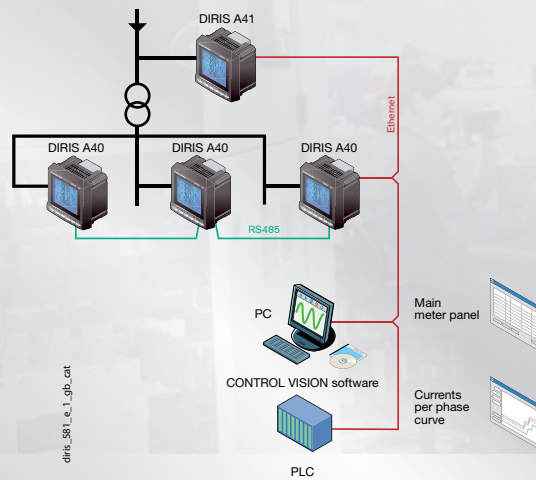 DIRIS A41
Ethernet
DIRIS A40
DIRIS A40
DIRIS A40
RS485
PC
Main
meter panel
CONTROL VISION software
Currents
per phase
curve
PLC
diris_581_e_1_gb_cat